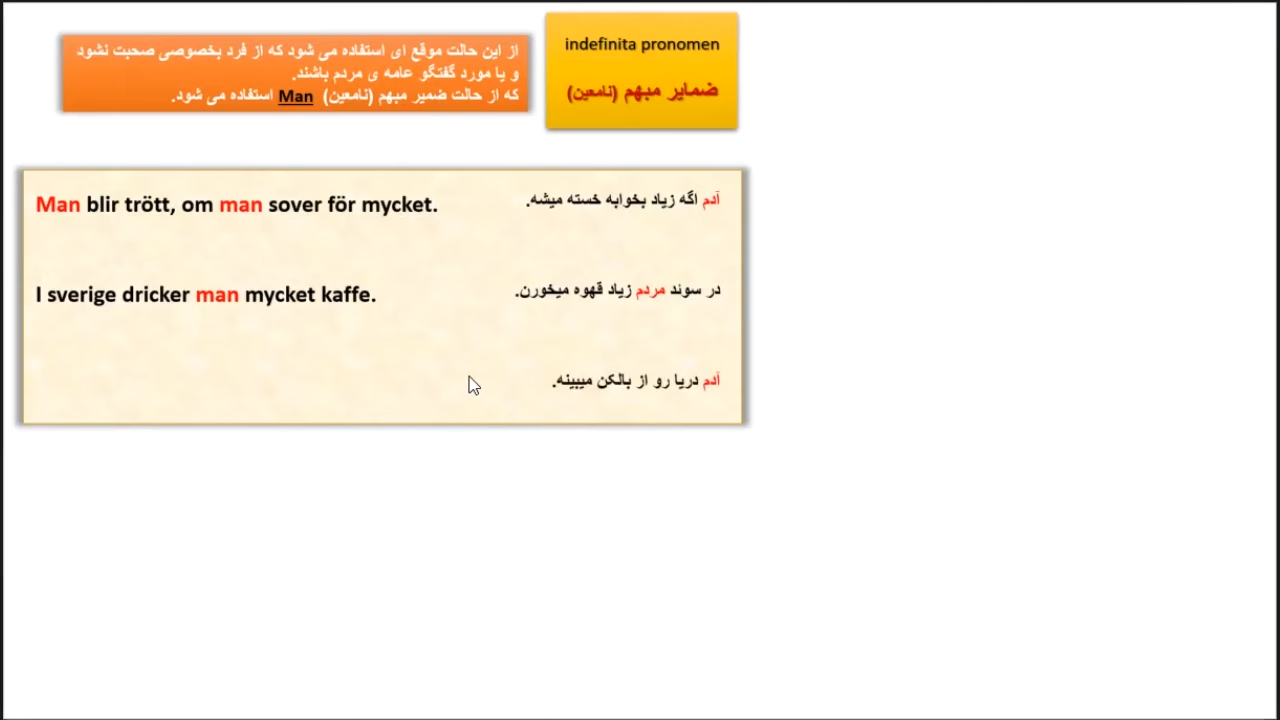 indefinita pronomen
ضمایر مبهم (نامعین)
از این حالت موقع ای استفاده می شود که از فرد بخصوصی صحبت نشود
و یا مورد گفتگو عامه ی مردم باشند.
که از حالت ضمیر مبهم (نامعین) Man استفاده می شود.
Man blir trött, om man sover för mycket.
آدم اگه زیاد بخوابه خسته میشه.
I sverige dricker man mycket kaffe.
در سوئد مردم زیاد قهوه میخورن.
آدم دریا رو از بالکن میبینه.